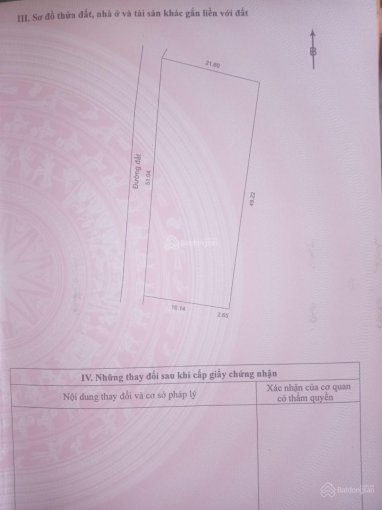 III. Sơ đồ thửa đất, nhà ở và tài sản khác gắn liền với đất
B
21.60
Đường đất
51.04
49.22
Batdongsan
16.14
2.65
IV. Những thay đổi sau khi cấp giấy chứng nhận
Nội dung thay đổi và cơ sở pháp lý
Xác nhận của cơ quan
có thẩm quyền
Batdongsan